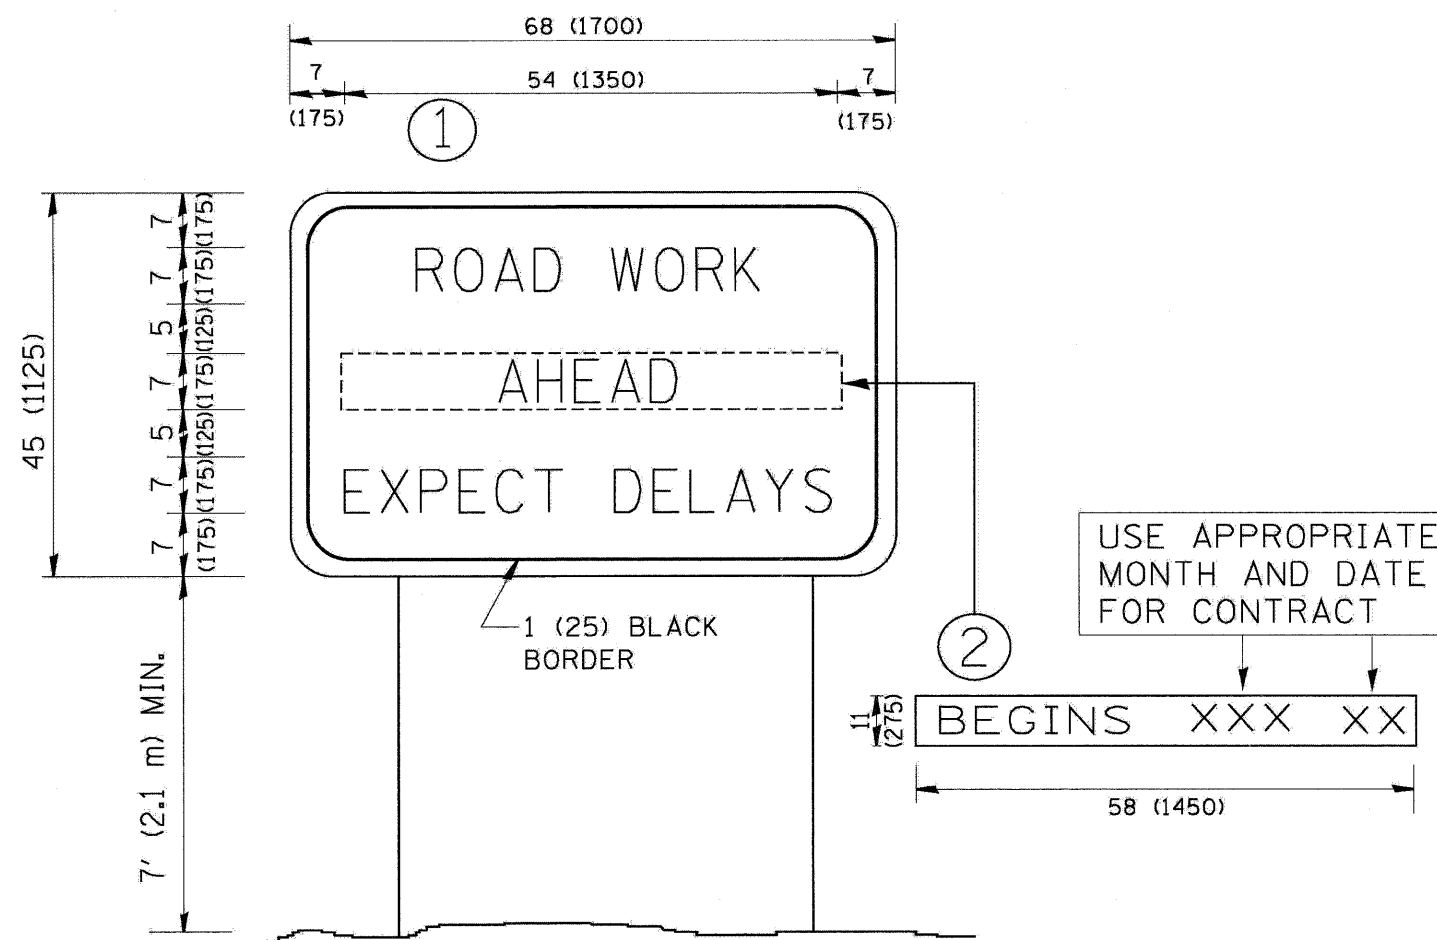 68 (1700)
7
54 (1350)
7
(175)
(175)
1
7
(175)
7
(175)
5
(125)
7
(175)
5
(125)
7
(175)
7
(175)
45 (1125)
ROAD WORK
AHEAD
EXPECT DELAYS
1 (25) BLACK
BORDER
7' (2.1 m) MIN.
USE APPROPRIATE
MONTH AND DATE
FOR CONTRACT
2
11
(275)
BEGINS XXX XX
58 (1450)